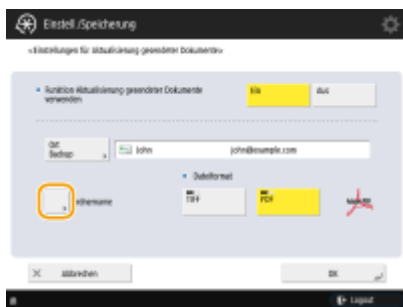 Einstell./Speicherung
<Einstellungen für Aktualisierung gesendeter Dokumente>
Funktion Aktualisierung gesendeter Dokumente verwenden
Ein
Aus
Ort:
Backup
John
john@example.com
Dateiformat
TIFF
PDF
Abbrechen
OK
Logout